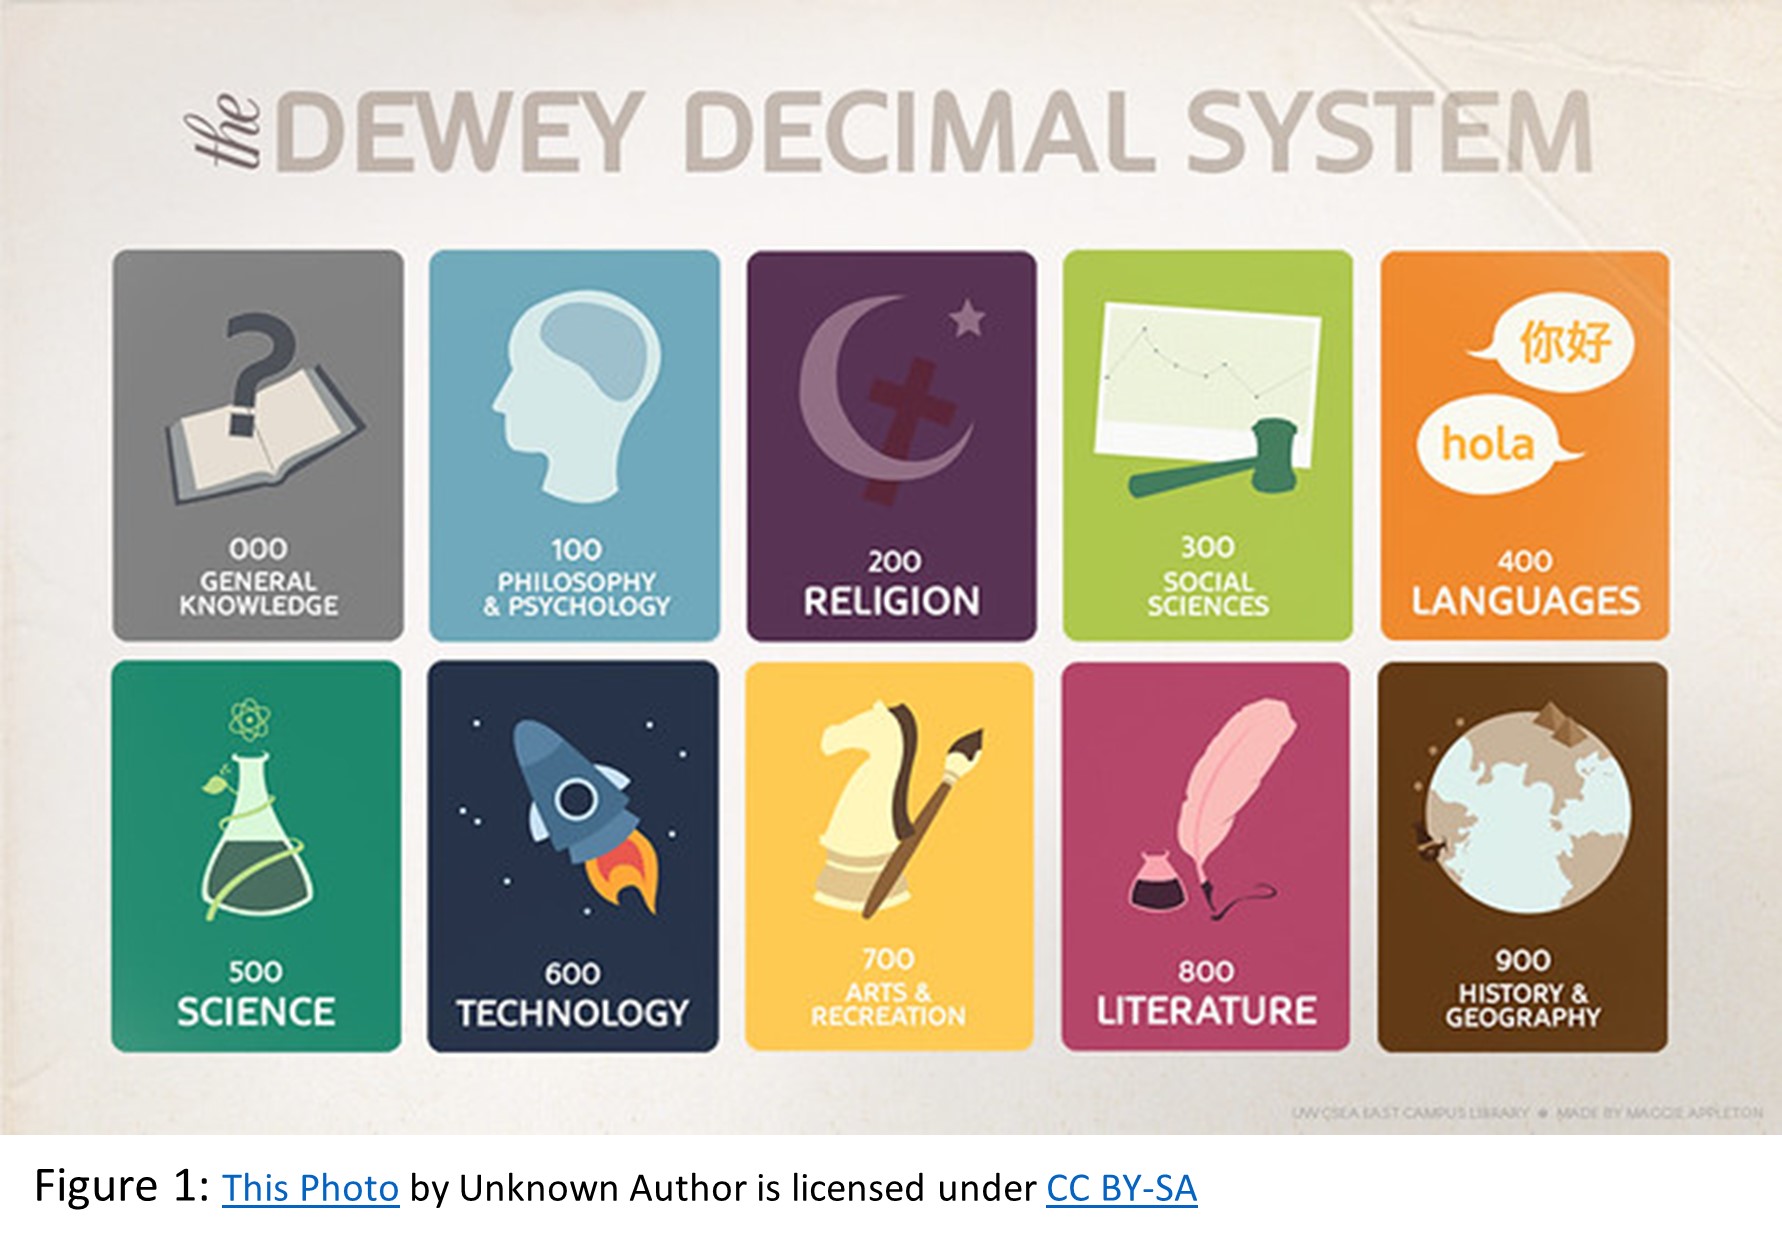 the DEWEY DECIMAL SYSTEM
你好
hola
000
GENERAL
KNOWLEDGE
100
PHILOSOPHY
& PSYCHOLOGY
200
RELIGION
300
SOCIAL
SCIENCES
400
LANGUAGES
500
SCIENCE
600
TECHNOLOGY
700
ARTS &
RECREATION
800
LITERATURE
900
HISTORY &
GEOGRAPHY
UWCSEA EAST CAMPUS LIBRARY ● MADE BY MAGGIE APPLETON
Figure 1: This Photo by Unknown Author is licensed under CC BY-SA